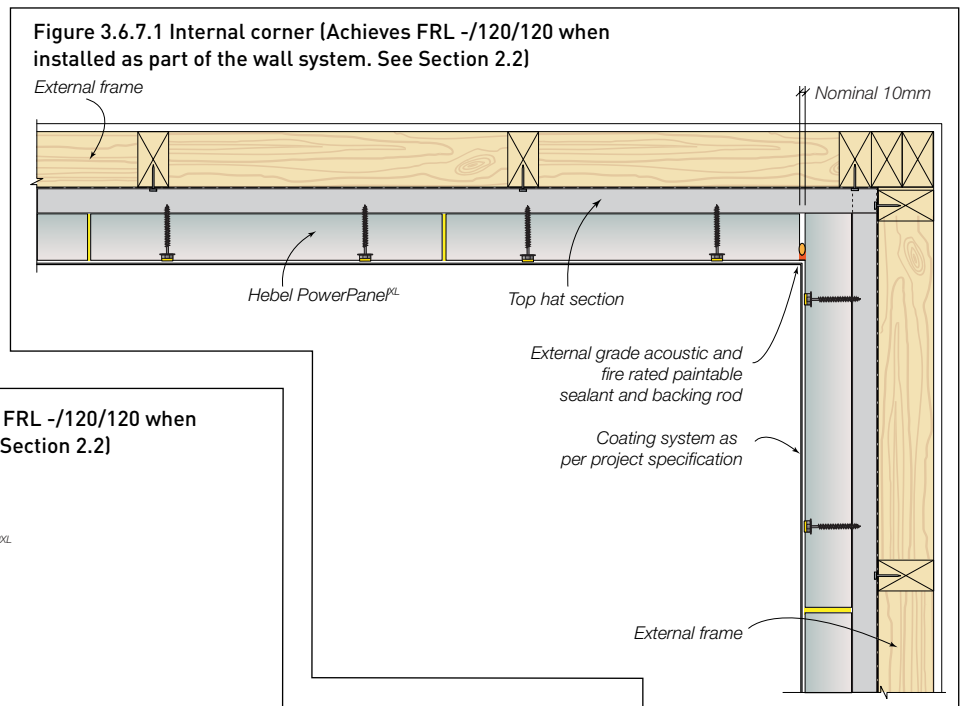 Figure 3.6.7.1 Internal corner (Achieves FRL -/120/120 when
installed as part of the wall system. See Section 2.2)
External frame
Nominal 10mm
Hebel PowerPanelXL
Top hat section
External grade acoustic and
fire rated paintable
sealant and backing rod
Coating system as
per project specification
External frame
FRL -/120/120 when
Section 2.2)
XL